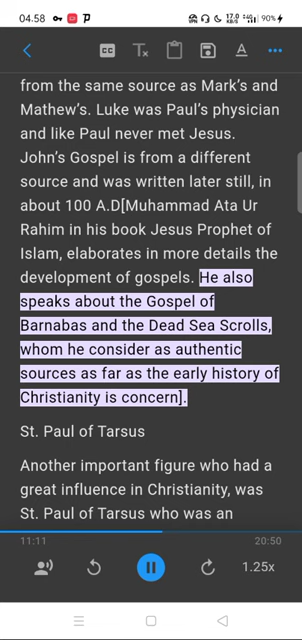 04.58
17.0 KB/S
4G
90%
CC
from the same source as Mark's and
Mathew's. Luke was Paul's physician
and like Paul never met Jesus.
John's Gospel is from a different
source and was written later still, in
about 100 A.D[Muhammad Ata Ur
Rahim in his book Jesus Prophet of
Islam, elaborates in more details the
development of gospels. He also
speaks about the Gospel of
Barnabas and the Dead Sea Scrolls,
whom he consider as authentic
sources as far as the early history of
Christianity is concern].
St. Paul of Tarsus
Another important figure who had a
great influence in Christianity, was
St. Paul of Tarsus who was an
11:11
20:50
1.25x